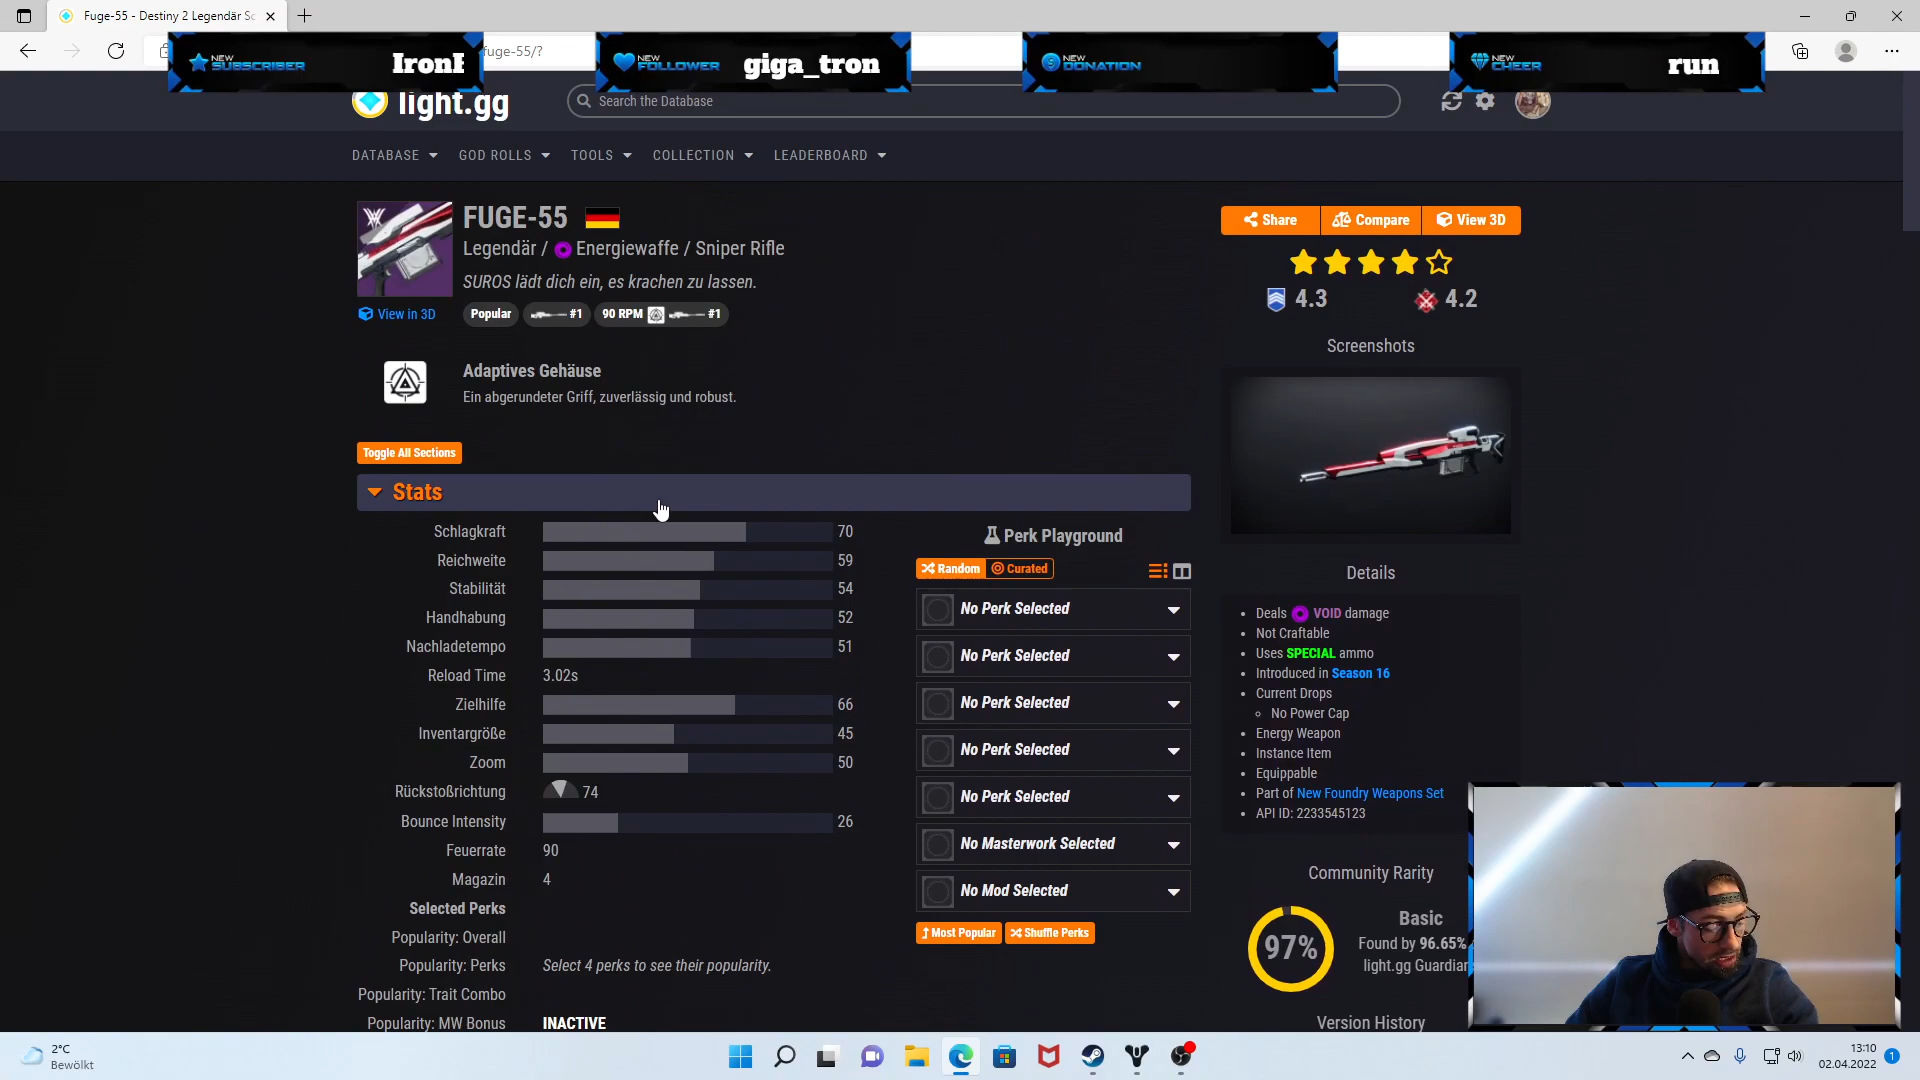 Fuge-55 - Destiny 2 Legendär Sc
fuge-55/?
NEW SUBSCRIBER IronF
NEW FOLLOWER giga_tron
NEW DONATION
NEW CHEER run
light.gg
Search the Database
DATABASE GOD ROLLS TOOLS COLLECTION LEADERBOARD
FUGE-55
Legendär / Energiewaffe / Sniper Rifle
SUROS lädt dich ein, es krachen zu lassen.
View in 3D
Popular #1 90 RPM #1
Adaptives Gehäuse
Ein abgerundeter Griff, zuverlässig und robust.
Toggle All Sections
Stats
Schlagkraft 70
Reichweite 59
Stabilität 54
Handhabung 52
Nachladetempo 51
Reload Time 3.02s
Zielhilfe 66
Inventargröße 45
Zoom 50
Rückstoßrichtung 74
Bounce Intensity 26
Feuerrate 90
Magazin 4
Selected Perks
Popularity: Overall
Popularity: Perks Select 4 perks to see their popularity.
Popularity: Trait Combo
Popularity: MW Bonus INACTIVE
Perk Playground
Random Curated
No Perk Selected
No Perk Selected
No Perk Selected
No Perk Selected
No Perk Selected
No Masterwork Selected
No Mod Selected
Most Popular Shuffle Perks
Share Compare View 3D
4.3 4.2
Screenshots
Details
Deals VOID damage
Not Craftable
Uses SPECIAL ammo
Introduced in Season 16
Current Drops
No Power Cap
Energy Weapon
Instance Item
Equippable
Part of New Foundry Weapons Set
API ID: 2233545123
Community Rarity
97%
Basic
Found by 96.65%
light.gg Guardian
Version History
2°C
Bewölkt
13:10
02.04.2022
1